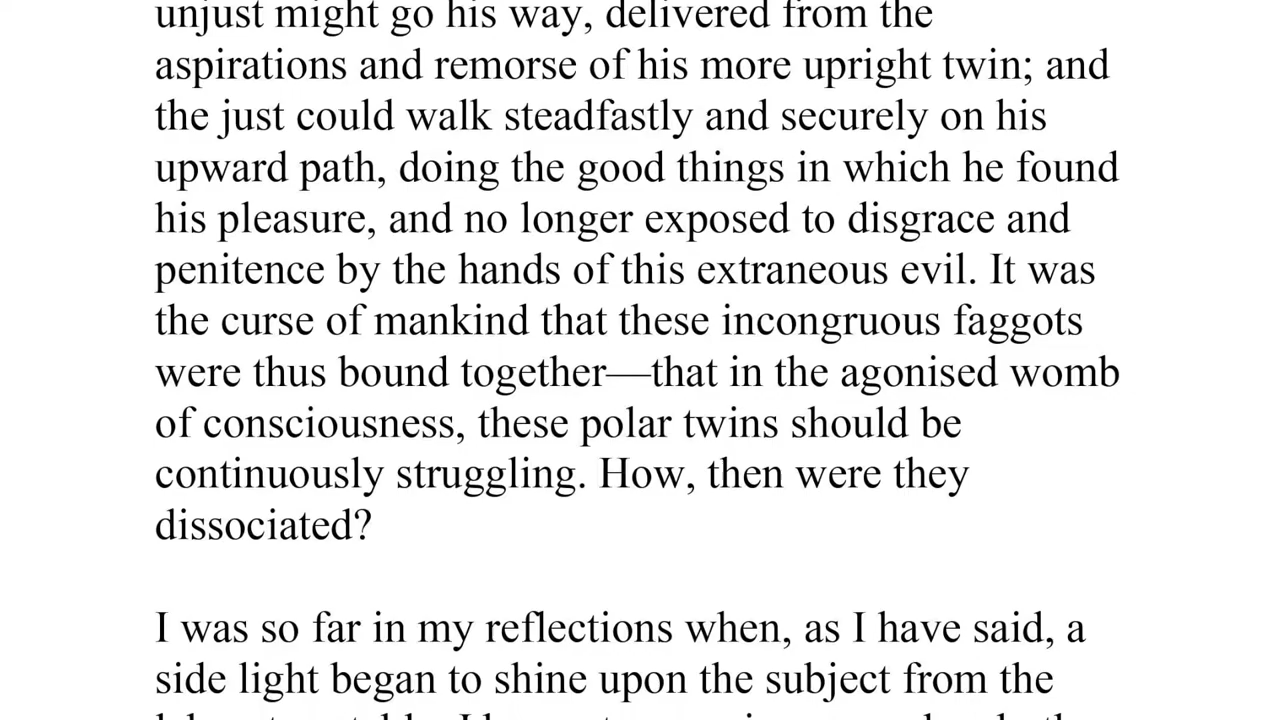 unjust might go his way, delivered from the
aspirations and remorse of his more upright twin; and
the just could walk steadfastly and securely on his
upward path, doing the good things in which he found
his pleasure, and no longer exposed to disgrace and
penitence by the hands of this extraneous evil. It was
the curse of mankind that these incongruous faggots
were thus bound together—that in the agonised womb
of consciousness, these polar twins should be
continuously struggling. How, then were they
dissociated?
I was so far in my reflections when, as I have said, a
side light began to shine upon the subject from the